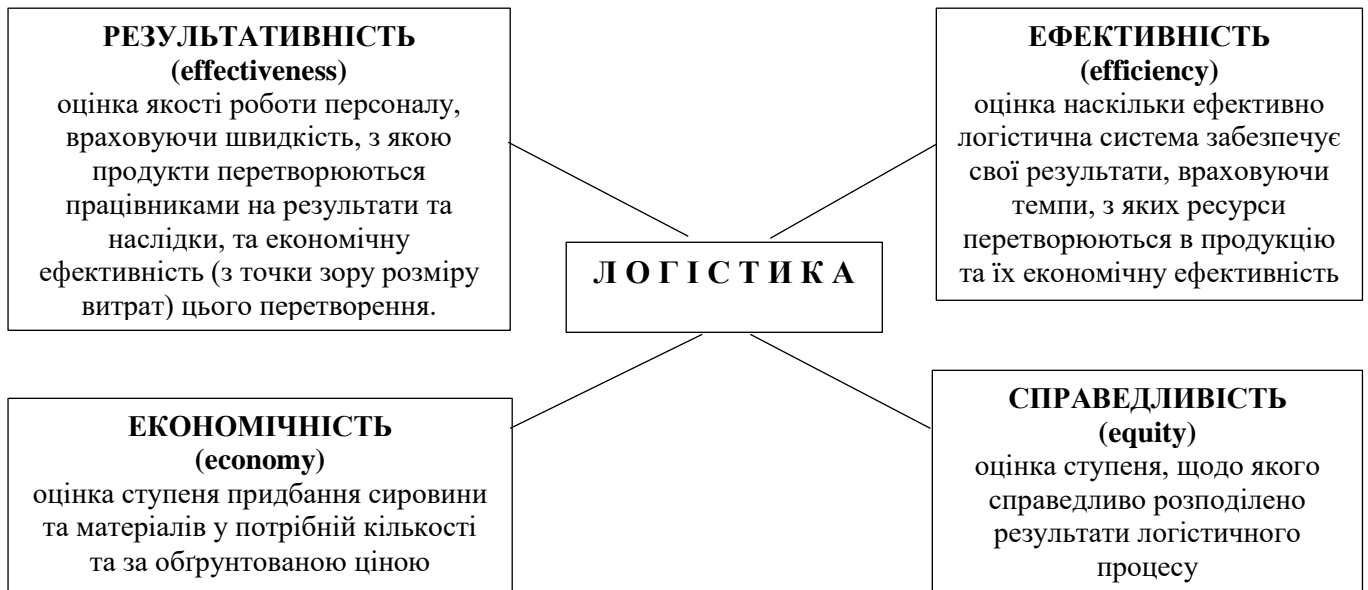 РЕЗУЛЬТАТИВНІСТЬ
(effectiveness)
оцінка якості роботи персоналу,
враховуючи швидкість, з якою
продукти перетворюються
працівниками на результати та
наслідки, та економічну
ефективність (з точки зору розміру
витрат) цього перетворення.
ЕФЕКТИВНІСТЬ
(efficiency)
оцінка наскільки ефективно
логістична система забезпечує
свої результати, враховуючи
темпи, з яких ресурси
перетворюються в продукцію
та їх економічну ефективність
Л О Г І С Т И К А
ЕКОНОМІЧНІСТЬ
(economy)
оцінка ступеня придбання сировини
та матеріалів у потрібній кількості
та за обґрунтованою ціною
СПРАВЕДЛИВІСТЬ
(equity)
оцінка ступеня, щодо якого
справедливо розподілено
результати логістичного
процесу